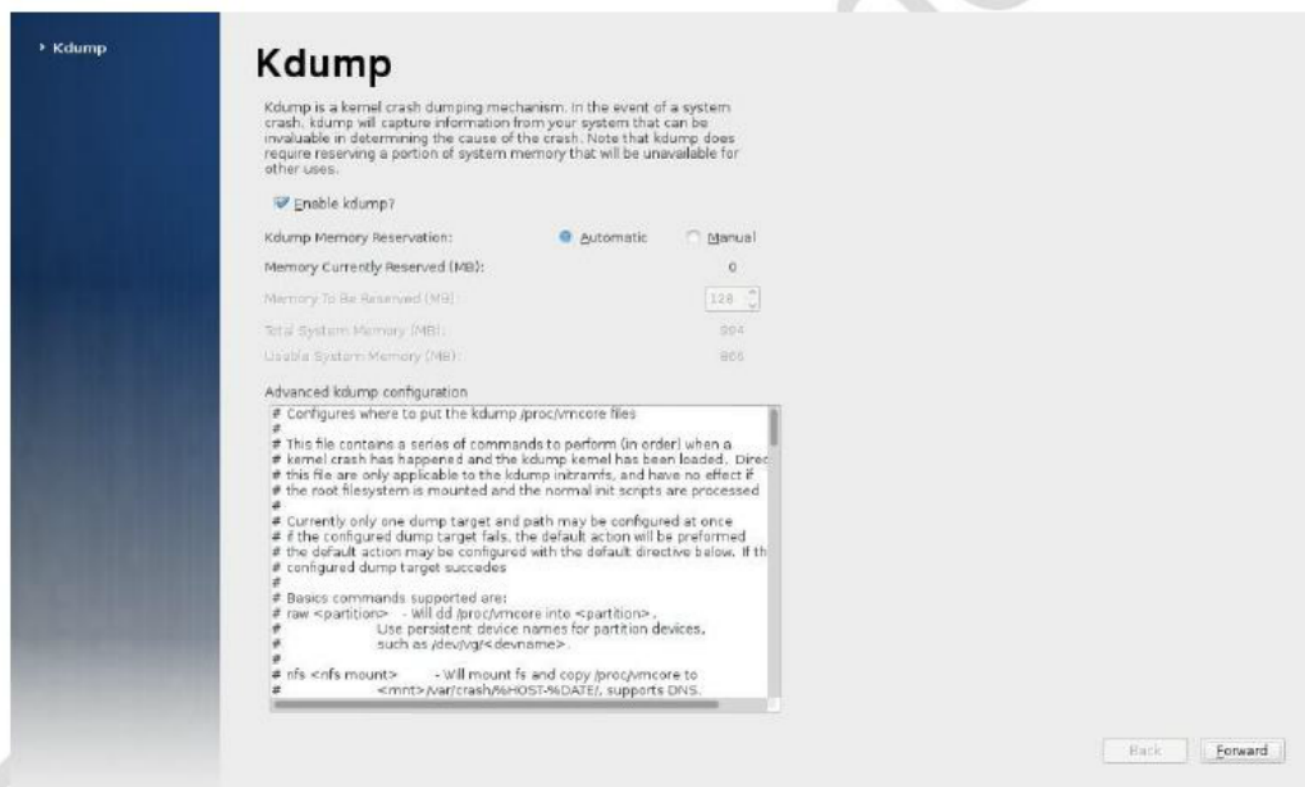 Kdump
Kdump
Kdump is a kernel crash dumping mechanism. In the event of a system
crash, kdump will capture information from your system that can be
invaluable in determining the cause of the crash. Note that kdump does
require reserving a portion of system memory that will be unavailable for
other uses.
Enable kdump?
Kdump Memory Reservation: Automatic Manual
Memory Currently Reserved (MB): 0
Memory To Be Reserved (MB): 128
Total System Memory (MB): 994
Usable System Memory (MB): 866
Advanced kdump configuration
# Configures where to put the kdump /proc/vmcore files
#
# This file contains a series of commands to perform (in order) when a
# kernel crash has happened and the kdump kernel has been loaded. Direc
# this file are only applicable to the kdump initramfs, and have no effect if
# the root filesystem is mounted and the normal init scripts are processed
#
# Currently only one dump target and path may be configured at once
# if the configured dump target fails, the default action will be preformed
# the default action may be configured with the default directive below. If th
# configured dump target succedes
#
# Basics commands supported are:
# raw <partition> - Will dd /proc/vmcore into <partition>.
# Use persistent device names for partition devices,
# such as /dev/vg/<devname>.
#
# nfs <nfs mount> - Will mount fs and copy /proc/vmcore to
# <mnt>/var/crash/%HOST-%DATE/, supports DNS.
Back Forward